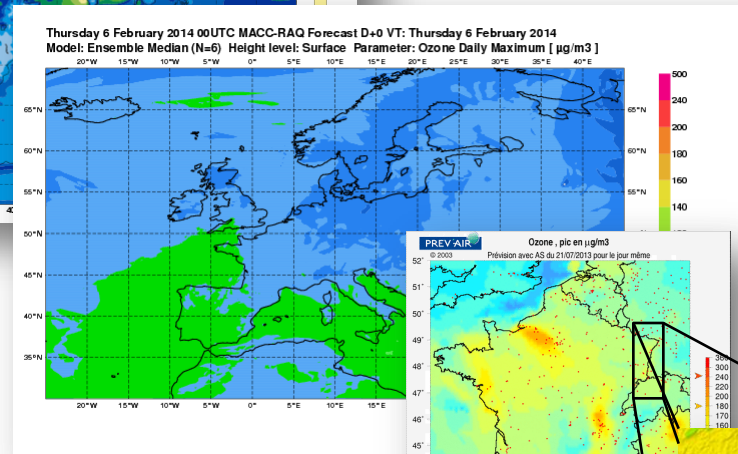 Thursday 6 February 2014 00UTC MACC-RAQ Forecast D+0 VT: Thursday 6 February 2014
Model: Ensemble Median (N=6) Height level: Surface Parameter: Ozone Daily Maximum [ µg/m3 ]
20°W 15°W 10°W 5°W 0°E 5°E 10°E 15°E 20°E 25°E 30°E 35°E 40°E
500
65°N 65°N
240
200
60°N 60°N
180
160
55°N 55°N
140
50°N
45°N
40°N
35°N
20°W 15°W 10°W 5°W 0°E 5°E 10°E 15°E
PREV'AIR
© 2003
Ozone , pic en µg/m3
Prévision avec AS du 21/07/2013 pour le jour même
52°
51°
50°
49°
48°
47°
46°
45°
300
240
220
200
180
170
160